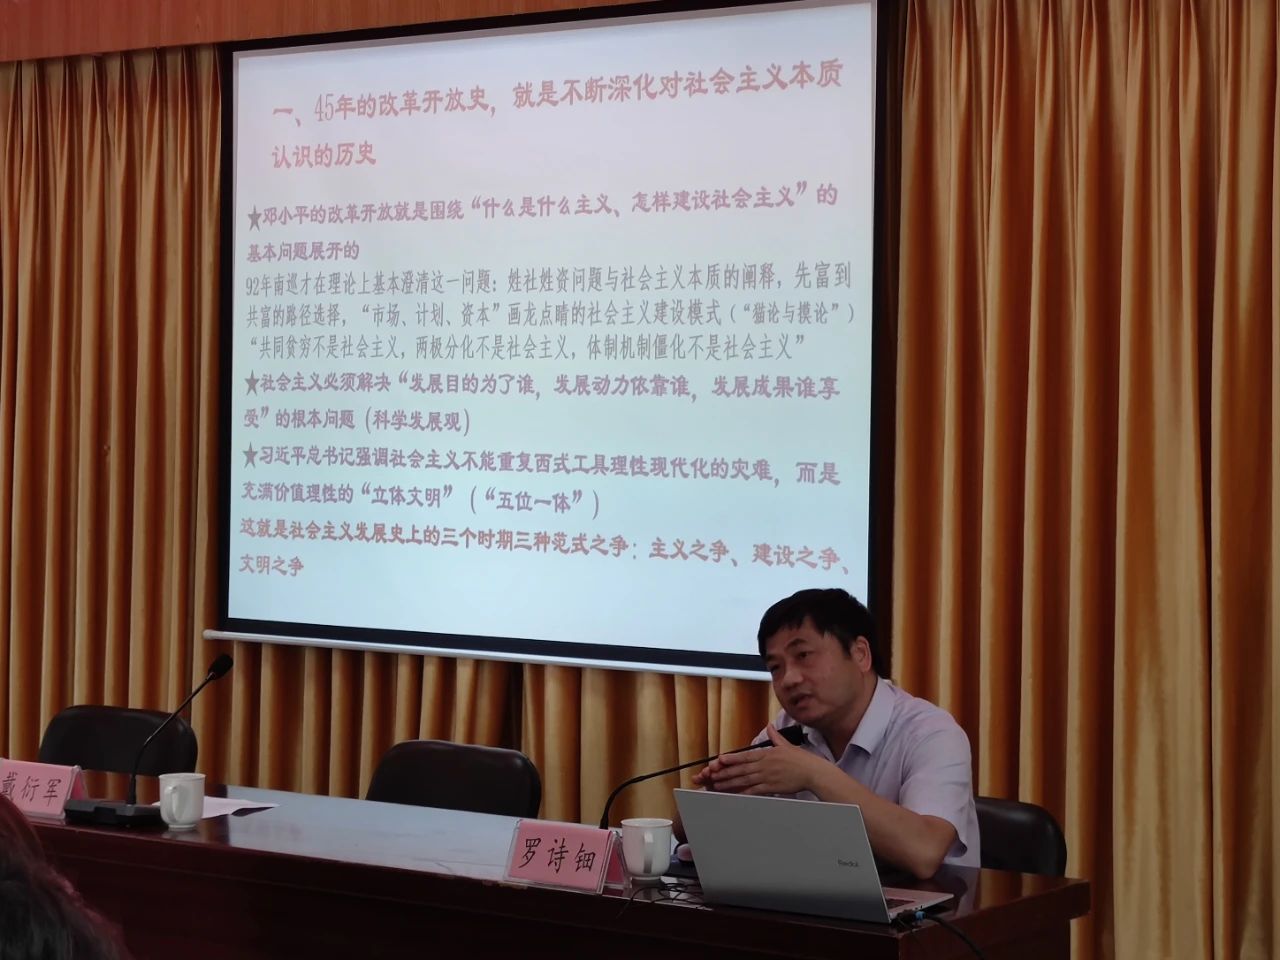 一、45年的改革开放史，就是不断深化对社会主义本质
认识的历史
★邓小平的改革开放就是围绕“什么是什么主义、怎样建设社会主义”的
基本问题展开的
92年南巡才在理论上基本澄清这一问题：姓社姓资问题与社会主义本质的阐释，先富到
共富的路径选择，“市场、计划、资本”画龙点睛的社会主义建设模式（“猫论与摸论”）
“共同贫穷不是社会主义，两极分化不是社会主义，体制机制僵化不是社会主义”
★社会主义必须解决“发展目的为了谁，发展动力依靠谁，发展成果谁享
受”的根本问题（科学发展观）
★习近平总书记强调社会主义不能重复西式工具理性现代化的灾难，而是
充满价值理性的“立体文明”（“五位一体”）
这就是社会主义发展史上的三个时期三种范式之争：主义之争、建设之争、
文明之争
戴衍军
罗诗钿
Redmi